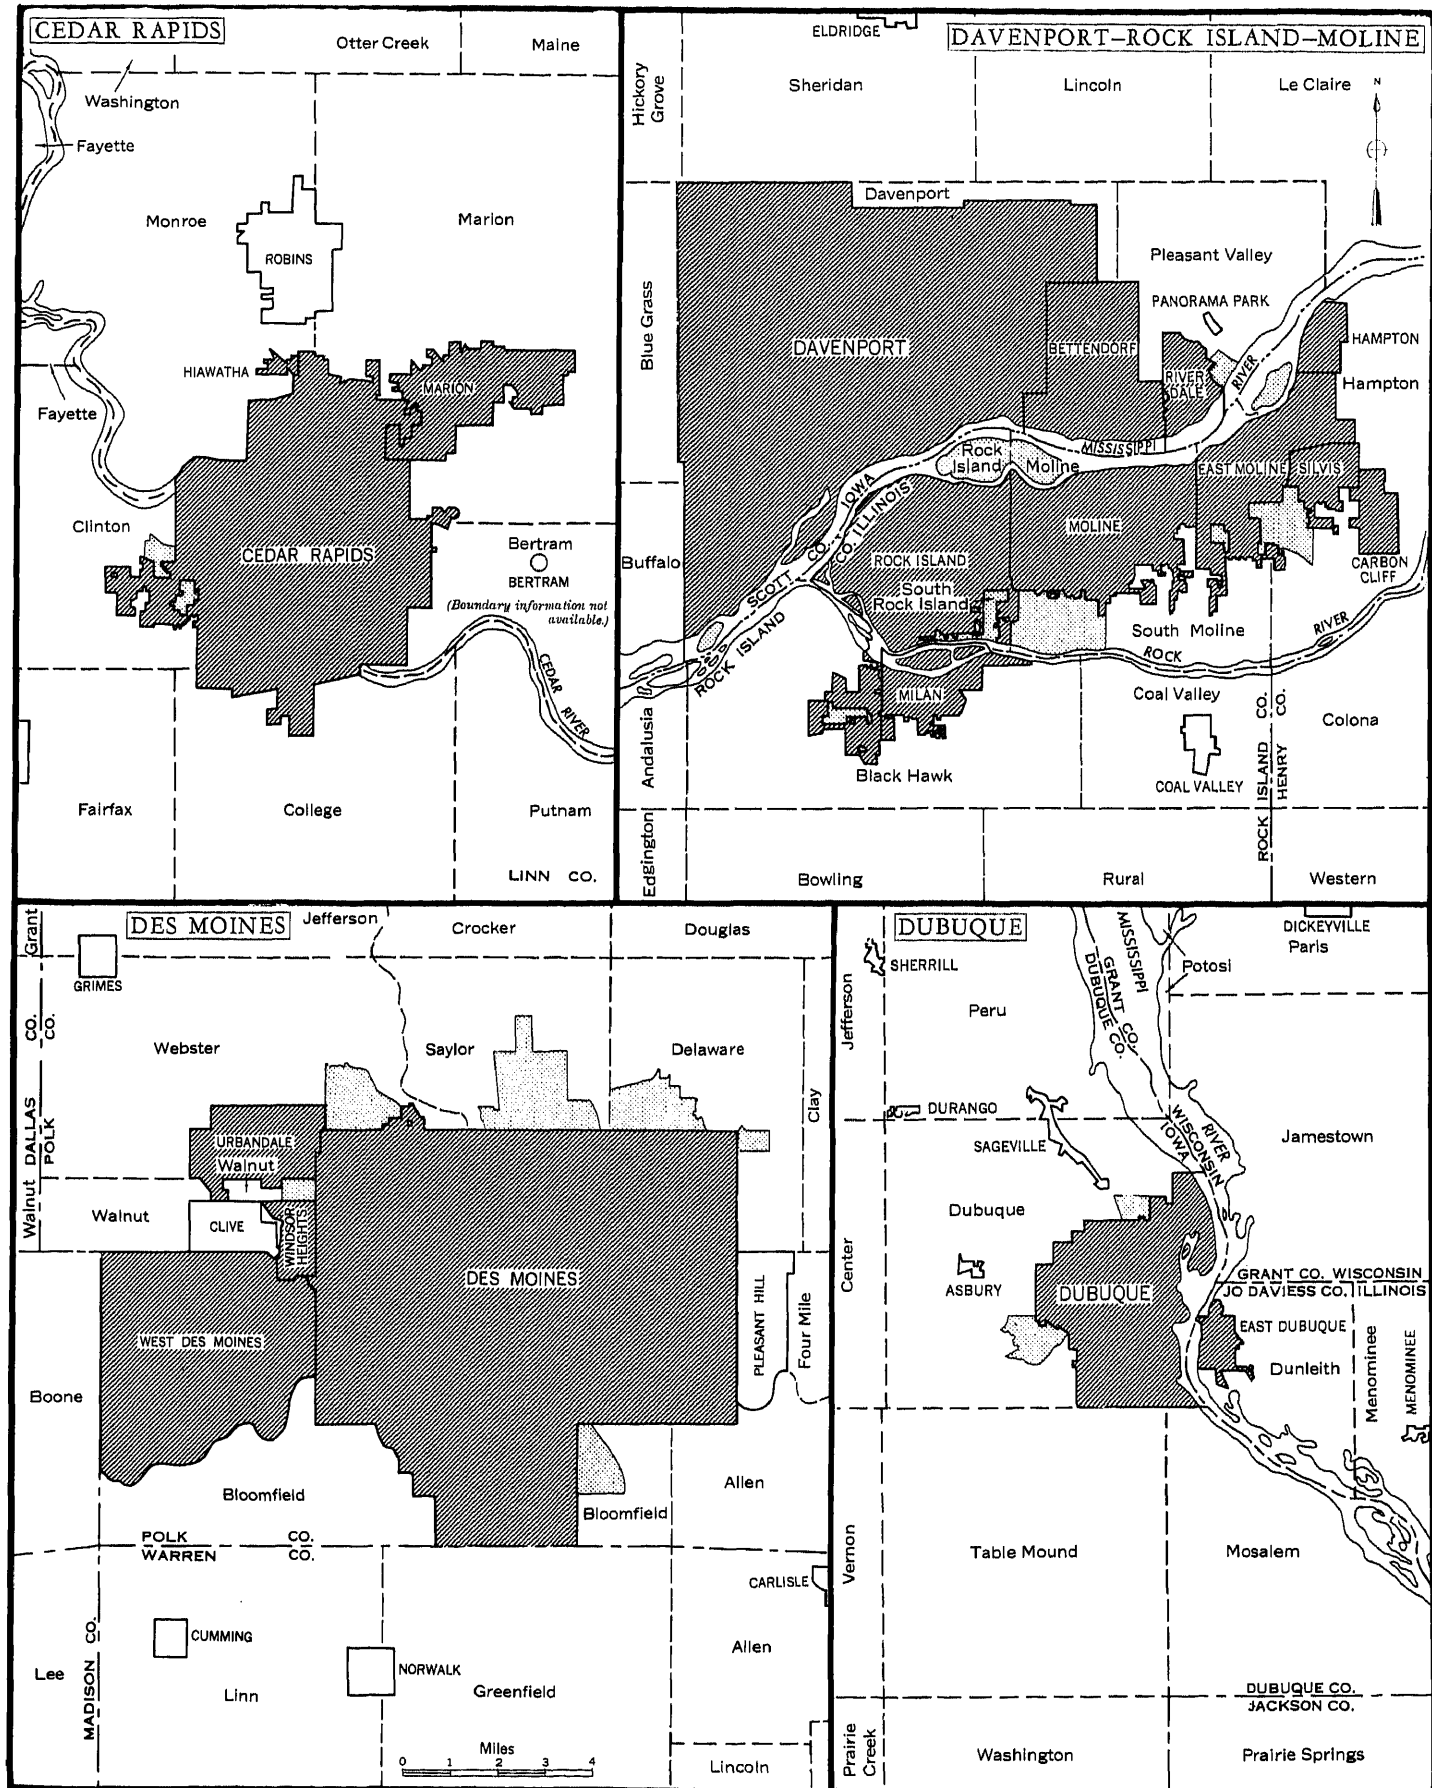 CEDAR RAPIDS
Otter Creek
Maine
Washington
Fayette
Monroe
Marion
ROBINS
HIAWATHA
MARION
Fayette
Clinton
CEDAR RAPIDS
Bertram
BERTRAM
(Boundary information not
available.)
CEDAR
RIVER
Fairfax
College
Putnam
LINN CO.
DAVENPORT–ROCK ISLAND–MOLINE
ELDRIDGE
Hickory
Grove
Sheridan
Lincoln
Le Claire
N
Davenport
Pleasant Valley
PANORAMA PARK
Blue Grass
DAVENPORT
BETTENDORF
RIVER
DALE
RIVER
HAMPTON
Hampton
MISSISSIPPI
Rock
Island
Moline
EAST MOLINE
SILVIS
IOWA
ILLINOIS
MOLINE
Buffalo
SCOTT CO.
ROCK ISLAND CO.
ROCK ISLAND
South
Rock Island
CARBON
CLIFF
South Moline
ROCK
RIVER
MILAN
Coal Valley
Andalusia
Black Hawk
COAL VALLEY
ROCK ISLAND CO.
HENRY CO.
Colona
Edgington
Bowling
Rural
Western
DES MOINES
Grant
Jefferson
Crocker
Douglas
GRIMES
DALLAS CO.
POLK CO.
Webster
Saylor
Delaware
Clay
Walnut
URBANDALE
Walnut
Walnut
CLIVE
WINDSOR
HEIGHTS
DES MOINES
WEST DES MOINES
PLEASANT HILL
Four Mile
Boone
Bloomfield
Bloomfield
Allen
POLK CO.
WARREN CO.
CARLISLE
CUMMING
NORWALK
Allen
Lee
MADISON CO.
Linn
Greenfield
Miles
0 1 2 3 4
Lincoln
DUBUQUE
DICKEYVILLE
Paris
SHERRILL
MISSISSIPPI
GRANT CO.
DUBUQUE CO.
Potosi
Jefferson
Peru
DURANGO
SAGEVILLE
RIVER
WISCONSIN
IOWA
Jamestown
Dubuque
Center
ASBURY
DUBUQUE
GRANT CO. WISCONSIN
JO DAVIESS CO. ILLINOIS
EAST DUBUQUE
Dunleith
Menominee
MENOMINEE
Vernon
Table Mound
Mosalem
DUBUQUE CO.
JACKSON CO.
Prairie
Creek
Washington
Prairie Springs